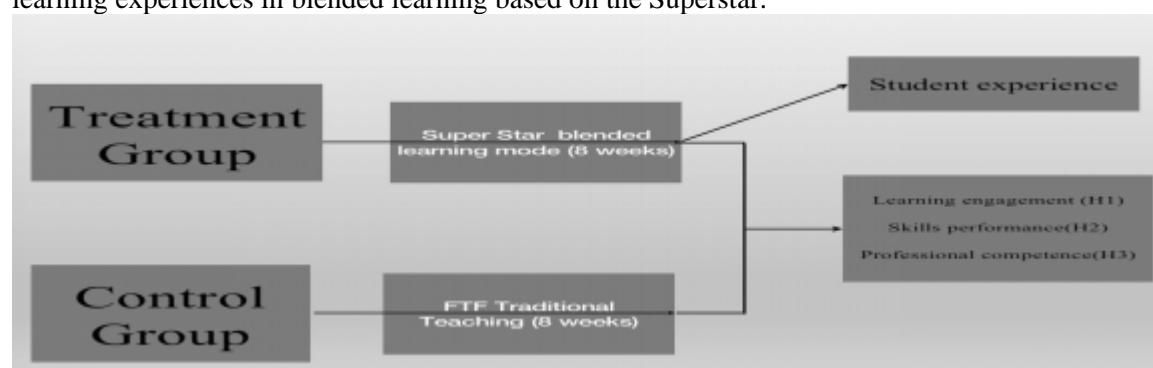 learning experiences in blended learning based on the Superstar.
Treatment
Group
Super Star blended
learning mode (8 weeks)
Student experience
Learning engagement (H1)
Skills performance(H2)
Professional competence(H3)
Control
Group
FTF Traditional
Teaching (8 weeks)